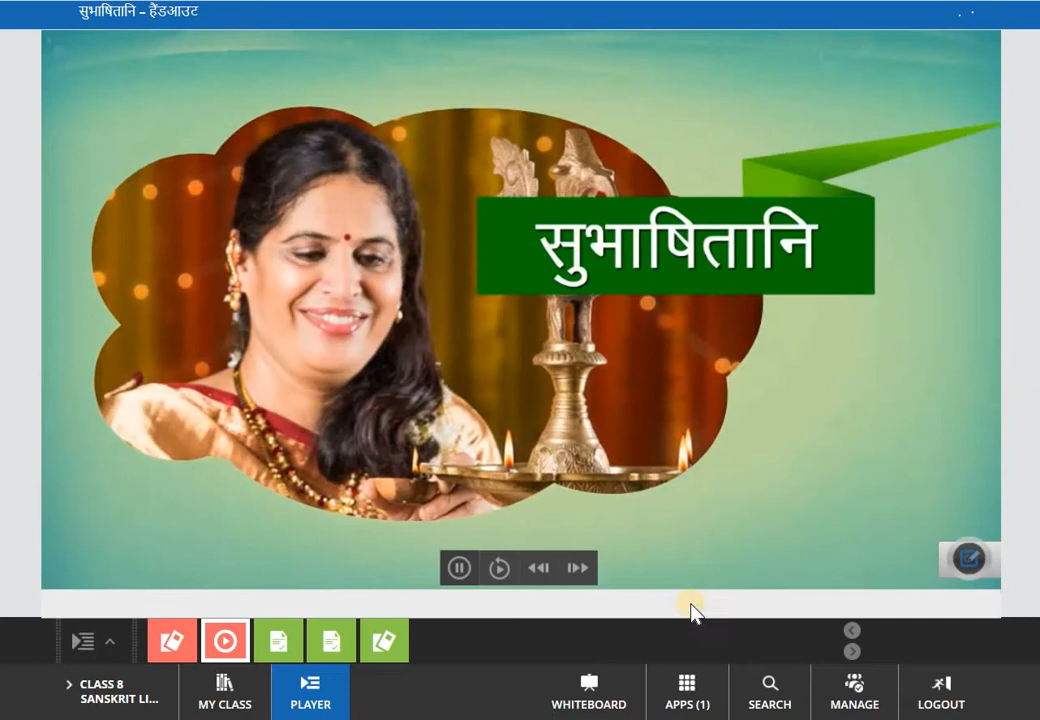 सुभाषितानि – हैंडआउट
सुभाषितानि
CLASS 8
SANSKRIT LI...
MY CLASS
PLAYER
WHITEBOARD
APPS (1)
SEARCH
MANAGE
LOGOUT